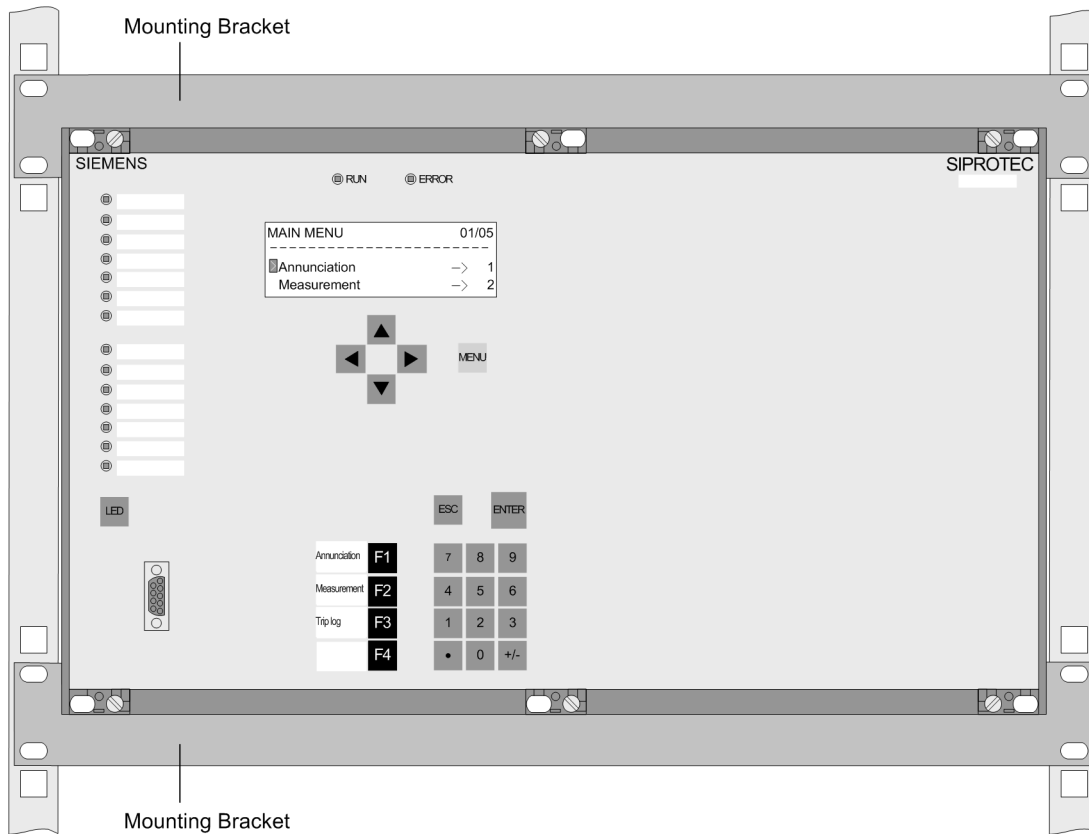 Mounting Bracket
SIEMENS
SIPROTEC
RUN
ERROR
MAIN MENU 01/05
Annunciation -> 1
Measurement -> 2
MENU
LED
ESC
ENTER
Annunciation F1
7 8 9
Measurement F2
4 5 6
Trip log F3
1 2 3
F4
• 0 +/-
Mounting Bracket